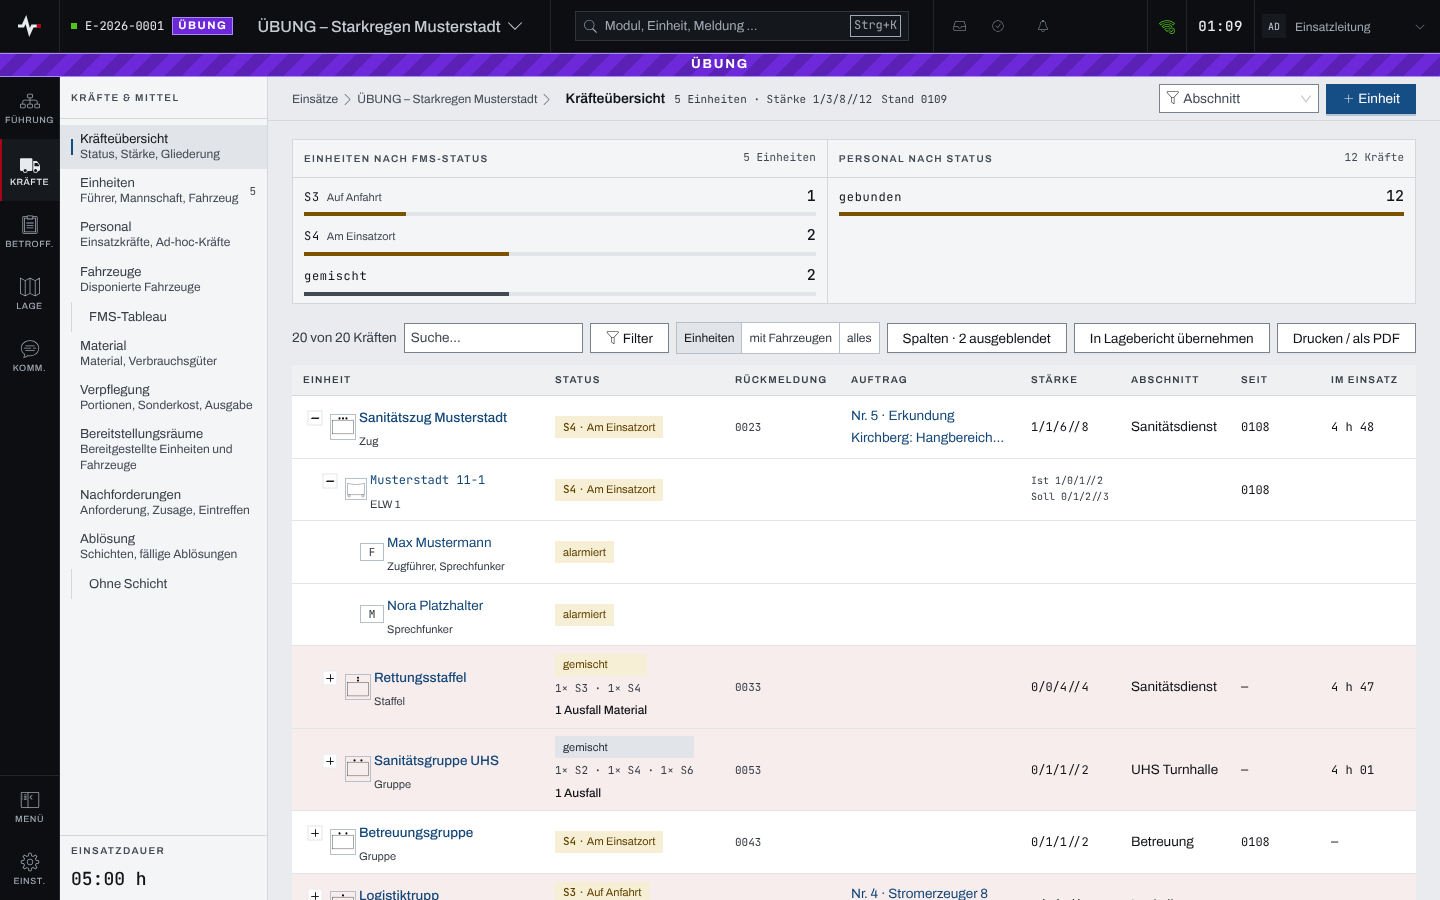 E-2026-0001 ÜBUNG ÜBUNG – Starkregen Musterstadt Modul, Einheit, Meldung ... Strg+K 01:09 AD Einsatzleitung
ÜBUNG
FÜHRUNG
KRÄFTE
BETROFF.
LAGE
KOMM.
MENÜ
EINST.
KRÄFTE & MITTEL
Kräfteübersicht
Status, Stärke, Gliederung
Einheiten
Führer, Mannschaft, Fahrzeug 5
Personal
Einsatzkräfte, Ad-hoc-Kräfte
Fahrzeuge
Disponierte Fahrzeuge
FMS-Tableau
Material
Material, Verbrauchsgüter
Verpflegung
Portionen, Sonderkost, Ausgabe
Bereitstellungsräume
Bereitgestellte Einheiten und
Fahrzeuge
Nachforderungen
Anforderung, Zusage, Eintreffen
Ablösung
Schichten, fällige Ablösungen
Ohne Schicht
EINSATZDAUER
05:00 h
Einsätze ÜBUNG – Starkregen Musterstadt Kräfteübersicht 5 Einheiten · Stärke 1/3/8//12 Stand 0109 Abschnitt + Einheit
EINHEITEN NACH FMS-STATUS 5 Einheiten
S3 Auf Anfahrt 1
S4 Am Einsatzort 2
gemischt 2
PERSONAL NACH STATUS 12 Kräfte
gebunden 12
20 von 20 Kräften Suche... Filter Einheiten mit Fahrzeugen alles Spalten · 2 ausgeblendet In Lagebericht übernehmen Drucken / als PDF
EINHEIT STATUS RÜCKMELDUNG AUFTRAG STÄRKE ABSCHNITT SEIT IM EINSATZ
Sanitätszug Musterstadt
Zug
S4 · Am Einsatzort 0023
Nr. 5 · Erkundung
Kirchberg: Hangbereich...
1/1/6//8 Sanitätsdienst 0108 4 h 48
Musterstadt 11-1
ELW 1
S4 · Am Einsatzort
Ist 1/0/1//2
Soll 0/1/2//3
0108
F Max Mustermann
Zugführer, Sprechfunker
alarmiert
M Nora Platzhalter
Sprechfunker
alarmiert
Rettungsstaffel
Staffel
gemischt
1× S3 · 1× S4
1 Ausfall Material
0033 0/0/4//4 Sanitätsdienst – 4 h 47
Sanitätsgruppe UHS
Gruppe
gemischt
1× S2 · 1× S4 · 1× S6
1 Ausfall
0053 0/1/1//2 UHS Turnhalle – 4 h 01
Betreuungsgruppe
Gruppe
S4 · Am Einsatzort 0043 0/1/1//2 Betreuung 0108 –
Logistiktrupp S3 · Auf Anfahrt Nr. 4 · Stromerzeuger 8